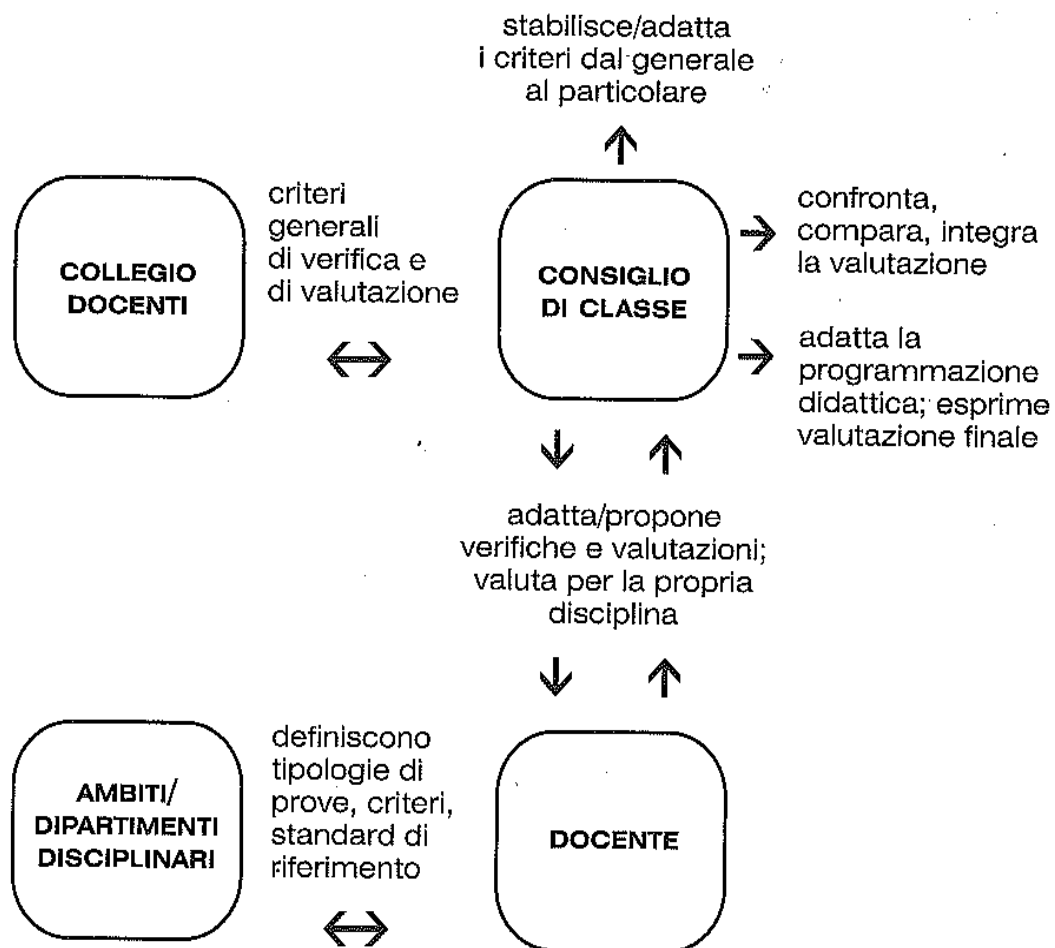 stabilisce/adatta
i criteri dal generale
al particolare
COLLEGIO
DOCENTI
criteri
generali
di verifica e
di valutazione
CONSIGLIO
DI CLASSE
confronta,
compara, integra
la valutazione
adatta la
programmazione
didattica; esprime
valutazione finale
adatta/propone
verifiche e valutazioni;
valuta per la propria
disciplina
AMBITI/
DIPARTIMENTI
DISCIPLINARI
definiscono
tipologie di
prove, criteri,
standard di
riferimento
DOCENTE